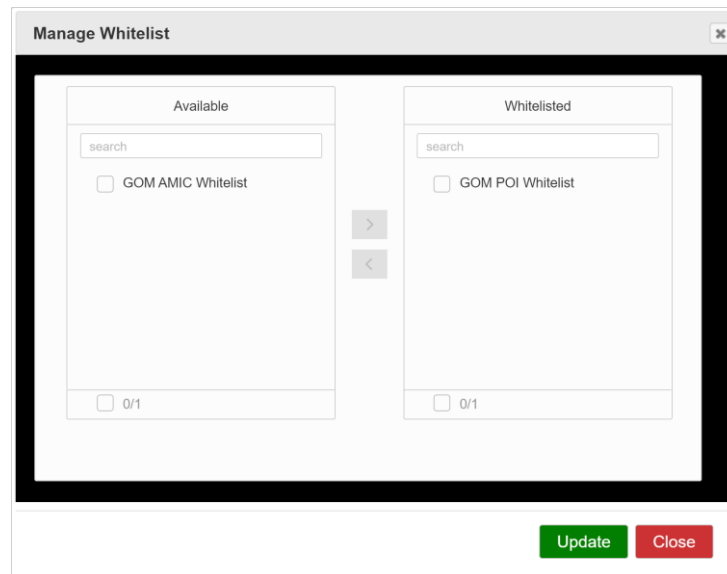 Manage Whitelist
Available
search
GOM AMIC Whitelist
0/1
Whitelisted
search
GOM POI Whitelist
0/1
Update
Close